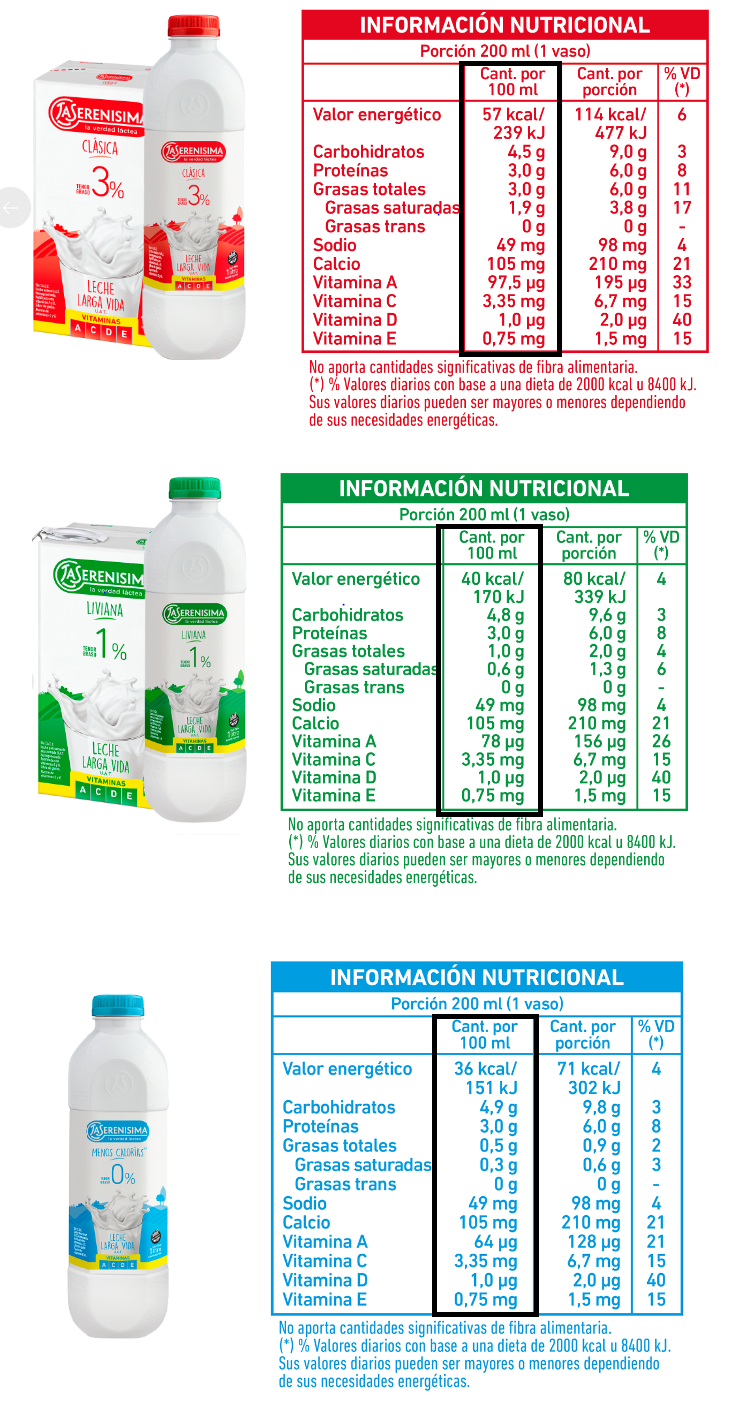 LA SERENISIMA
la verdad láctea
CLÁSICA
TENOR
GRASO 3%
LECHE
LARGA VIDA
U.A.T.
VITAMINAS
A C D E
LA SERENISIMA
la verdad láctea
CLÁSICA
3%
LECHE
LARGA VIDA
VITAMINAS
A C D E
INFORMACIÓN NUTRICIONAL
Porción 200 ml (1 vaso)
Cant. por 100 ml Cant. por porción % VD (*)
Valor energético 57 kcal/ 114 kcal/ 6
239 kJ 477 kJ
Carbohidratos 4,5 g 9,0 g 3
Proteínas 3,0 g 6,0 g 8
Grasas totales 3,0 g 6,0 g 11
Grasas saturadas 1,9 g 3,8 g 17
Grasas trans 0 g 0 g -
Sodio 49 mg 98 mg 4
Calcio 105 mg 210 mg 21
Vitamina A 97,5 µg 195 µg 33
Vitamina C 3,35 mg 6,7 mg 15
Vitamina D 1,0 µg 2,0 µg 40
Vitamina E 0,75 mg 1,5 mg 15
No aporta cantidades significativas de fibra alimentaria.
(*) % Valores diarios con base a una dieta de 2000 kcal u 8400 kJ.
Sus valores diarios pueden ser mayores o menores dependiendo
de sus necesidades energéticas.
LA SERENISIM
la verdad láctea
LIVIANA
TENOR
GRASO 1%
LECHE
LARGA VIDA
U.A.T.
VITAMINAS
A C D E
LA SERENISIMA
la verdad láctea
LIVIANA
1%
LECHE
LARGA VIDA
VITAMINAS
A C D E
INFORMACIÓN NUTRICIONAL
Porción 200 ml (1 vaso)
Cant. por 100 ml Cant. por porción % VD (*)
Valor energético 40 kcal/ 80 kcal/ 4
170 kJ 339 kJ
Carbohidratos 4,8 g 9,6 g 3
Proteínas 3,0 g 6,0 g 8
Grasas totales 1,0 g 2,0 g 4
Grasas saturadas 0,6 g 1,3 g 6
Grasas trans 0 g 0 g -
Sodio 49 mg 98 mg 4
Calcio 105 mg 210 mg 21
Vitamina A 78 µg 156 µg 26
Vitamina C 3,35 mg 6,7 mg 15
Vitamina D 1,0 µg 2,0 µg 40
Vitamina E 0,75 mg 1,5 mg 15
No aporta cantidades significativas de fibra alimentaria.
(*) % Valores diarios con base a una dieta de 2000 kcal u 8400 kJ.
Sus valores diarios pueden ser mayores o menores dependiendo
de sus necesidades energéticas.
LA SERENISIMA
la verdad láctea
MENOS CALORÍAS
0%
LECHE
LARGA VIDA
VITAMINAS
A C D E
INFORMACIÓN NUTRICIONAL
Porción 200 ml (1 vaso)
Cant. por 100 ml Cant. por porción % VD (*)
Valor energético 36 kcal/ 71 kcal/ 4
151 kJ 302 kJ
Carbohidratos 4,9 g 9,8 g 3
Proteínas 3,0 g 6,0 g 8
Grasas totales 0,5 g 0,9 g 2
Grasas saturadas 0,3 g 0,6 g 3
Grasas trans 0 g 0 g -
Sodio 49 mg 98 mg 4
Calcio 105 mg 210 mg 21
Vitamina A 64 µg 128 µg 21
Vitamina C 3,35 mg 6,7 mg 15
Vitamina D 1,0 µg 2,0 µg 40
Vitamina E 0,75 mg 1,5 mg 15
No aporta cantidades significativas de fibra alimentaria.
(*) % Valores diarios con base a una dieta de 2000 kcal u 8400 kJ.
Sus valores diarios pueden ser mayores o menores dependiendo
de sus necesidades energéticas.